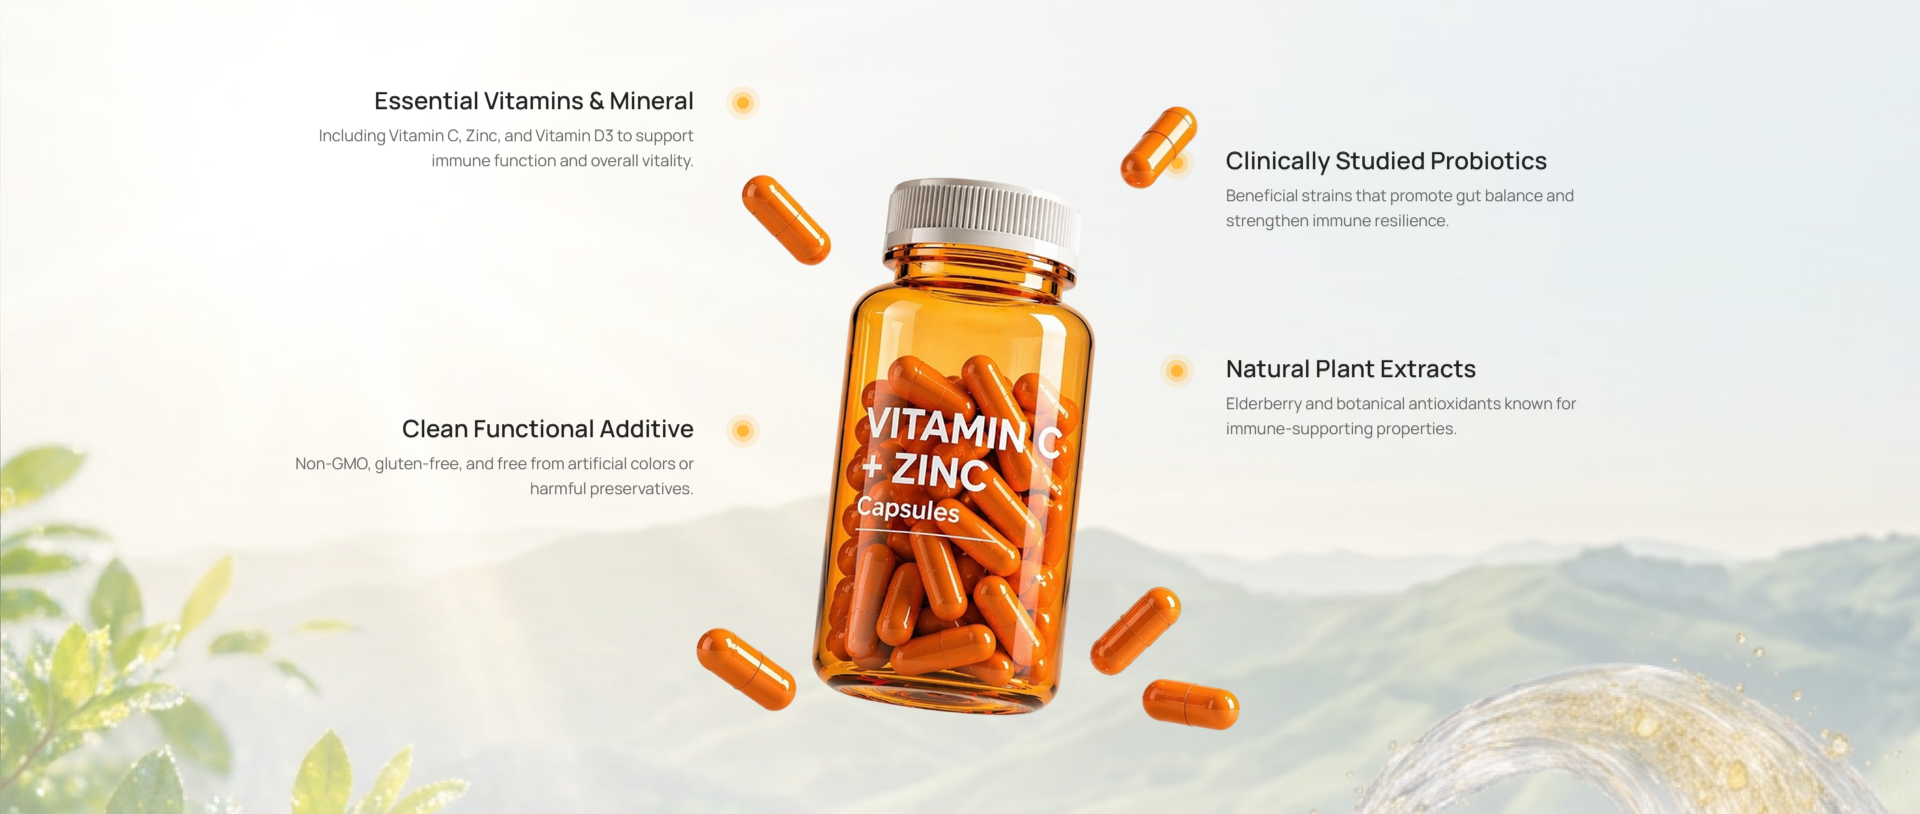 Essential Vitamins & Mineral
Including Vitamin C, Zinc, and Vitamin D3 to support
immune function and overall vitality.
Clinically Studied Probiotics
Beneficial strains that promote gut balance and
strengthen immune resilience.
Natural Plant Extracts
Elderberry and botanical antioxidants known for
immune-supporting properties.
Clean Functional Additive
Non-GMO, gluten-free, and free from artificial colors or
harmful preservatives.
VITAMIN C
+ ZINC
Capsules